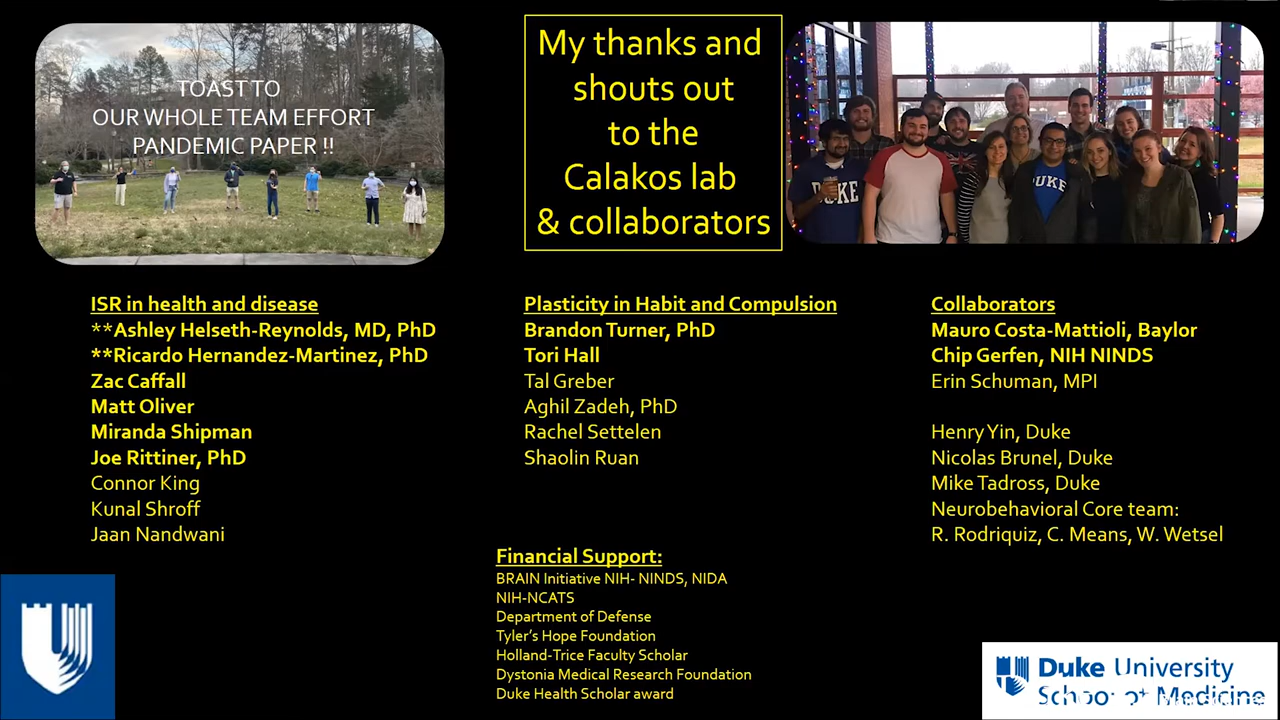 TOAST TO
OUR WHOLE TEAM EFFORT
PANDEMIC PAPER !!
My thanks and
shouts out
to the
Calakos lab
& collaborators
DUKE
DUKE
ISR in health and disease
**Ashley Helseth-Reynolds, MD, PhD
**Ricardo Hernandez-Martinez, PhD
Zac Caffall
Matt Oliver
Miranda Shipman
Joe Rittiner, PhD
Connor King
Kunal Shroff
Jaan Nandwani
Plasticity in Habit and Compulsion
Brandon Turner, PhD
Tori Hall
Tal Greber
Aghil Zadeh, PhD
Rachel Settelen
Shaolin Ruan
Collaborators
Mauro Costa-Mattioli, Baylor
Chip Gerfen, NIH NINDS
Erin Schuman, MPI
Henry Yin, Duke
Nicolas Brunel, Duke
Mike Tadross, Duke
Neurobehavioral Core team:
R. Rodriquiz, C. Means, W. Wetsel
Financial Support:
BRAIN Initiative NIH- NINDS, NIDA
NIH-NCATS
Department of Defense
Tyler's Hope Foundation
Holland-Trice Faculty Scholar
Dystonia Medical Research Foundation
Duke Health Scholar award
Duke University
School of Medicine